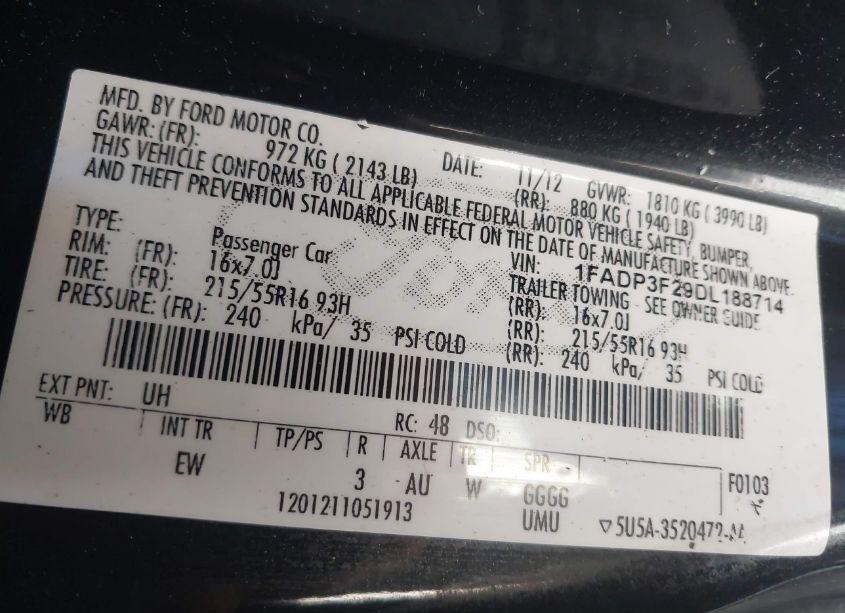 MFD. BY FORD MOTOR CO.
DATE: 11/12 GVWR: 1810 KG ( 3990 LB)
GAWR: (FR): 972 KG ( 2143 LB) (RR): 880 KG ( 1940 LB)
THIS VEHICLE CONFORMS TO ALL APPLICABLE FEDERAL MOTOR VEHICLE SAFETY, BUMPER,
AND THEFT PREVENTION STANDARDS IN EFFECT ON THE DATE OF MANUFACTURE SHOWN ABOVE.
VIN: 1FADP3F29DL188714
TYPE: Passenger Car TRAILER TOWING - SEE OWNER GUIDE
RIM: (FR): 16x7.0J (RR): 16x7.0J
TIRE: (FR): 215/55R16 93H (RR): 215/55R16 93H
PRESSURE: (FR): 240 kPa/ 35 PSI COLD (RR): 240 kPa/ 35 PSI COLD
EXT PNT: UH RC: 48 DSO:
WB INT TR TP/PS R AXLE TR SPR F0103
EW 3 AU W GGGG
1201211051913 UMU ▽5U5A-3520472-